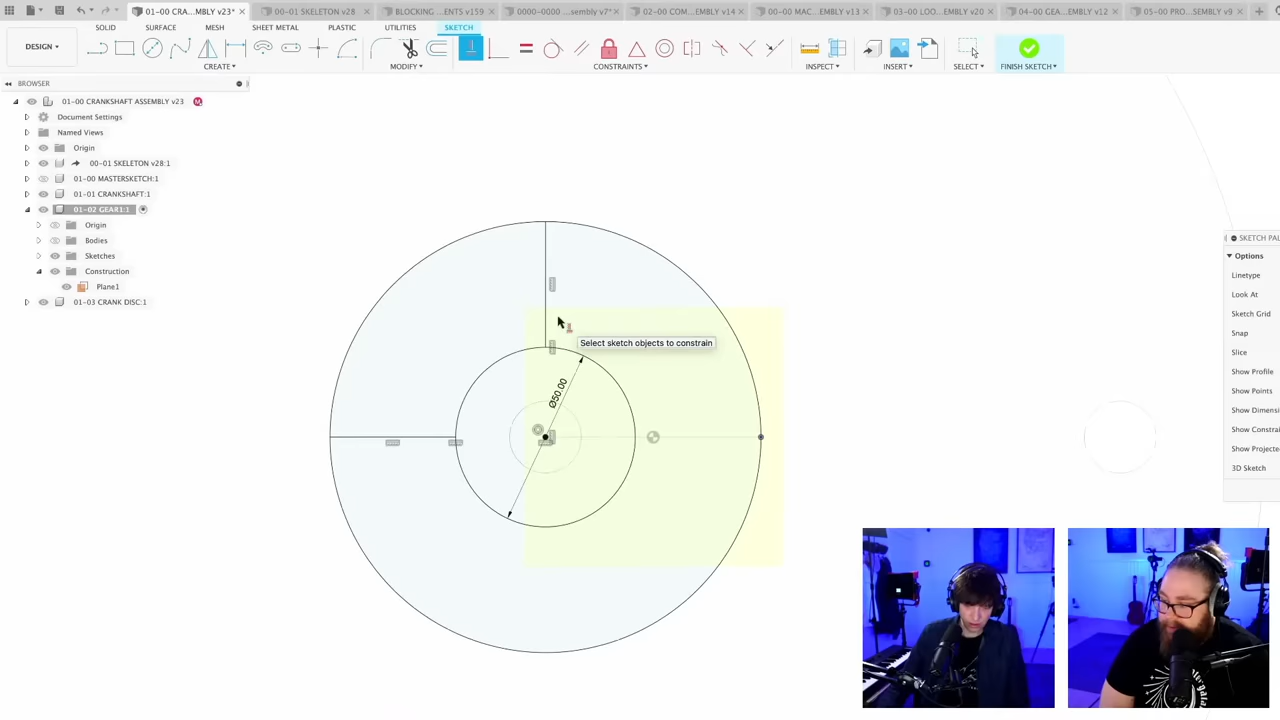 01-00 CRA...MBLY v23*
00-01 SKELETON v28
BLOCKING ...ENTS v159
0000-0000 ...sembly v7*
02-00 COM...EMBLY v14
00-00 MAC...EMBLY v13
03-00 LOO...EMBLY v20
04-00 GEA...EMBLY v12
05-00 PRO...SEMBLY v9
SOLID
SURFACE
MESH
SHEET METAL
PLASTIC
UTILITIES
SKETCH
DESIGN
CREATE
MODIFY
CONSTRAINTS
INSPECT
INSERT
SELECT
FINISH SKETCH
BROWSER
01-00 CRANKSHAFT ASSEMBLY v23
M
Document Settings
Named Views
Origin
00-01 SKELETON v28:1
01-00 MASTERSKETCH:1
01-01 CRANKSHAFT:1
01-02 GEAR1:1
Origin
Bodies
Sketches
Construction
Plane1
01-03 CRANK DISC:1
Select sketch objects to constrain
Ø50.00
SKETCH PAL
Options
Linetype
Look At
Sketch Grid
Snap
Slice
Show Profile
Show Points
Show Dimens
Show Constrai
Show Projecte
3D Sketch